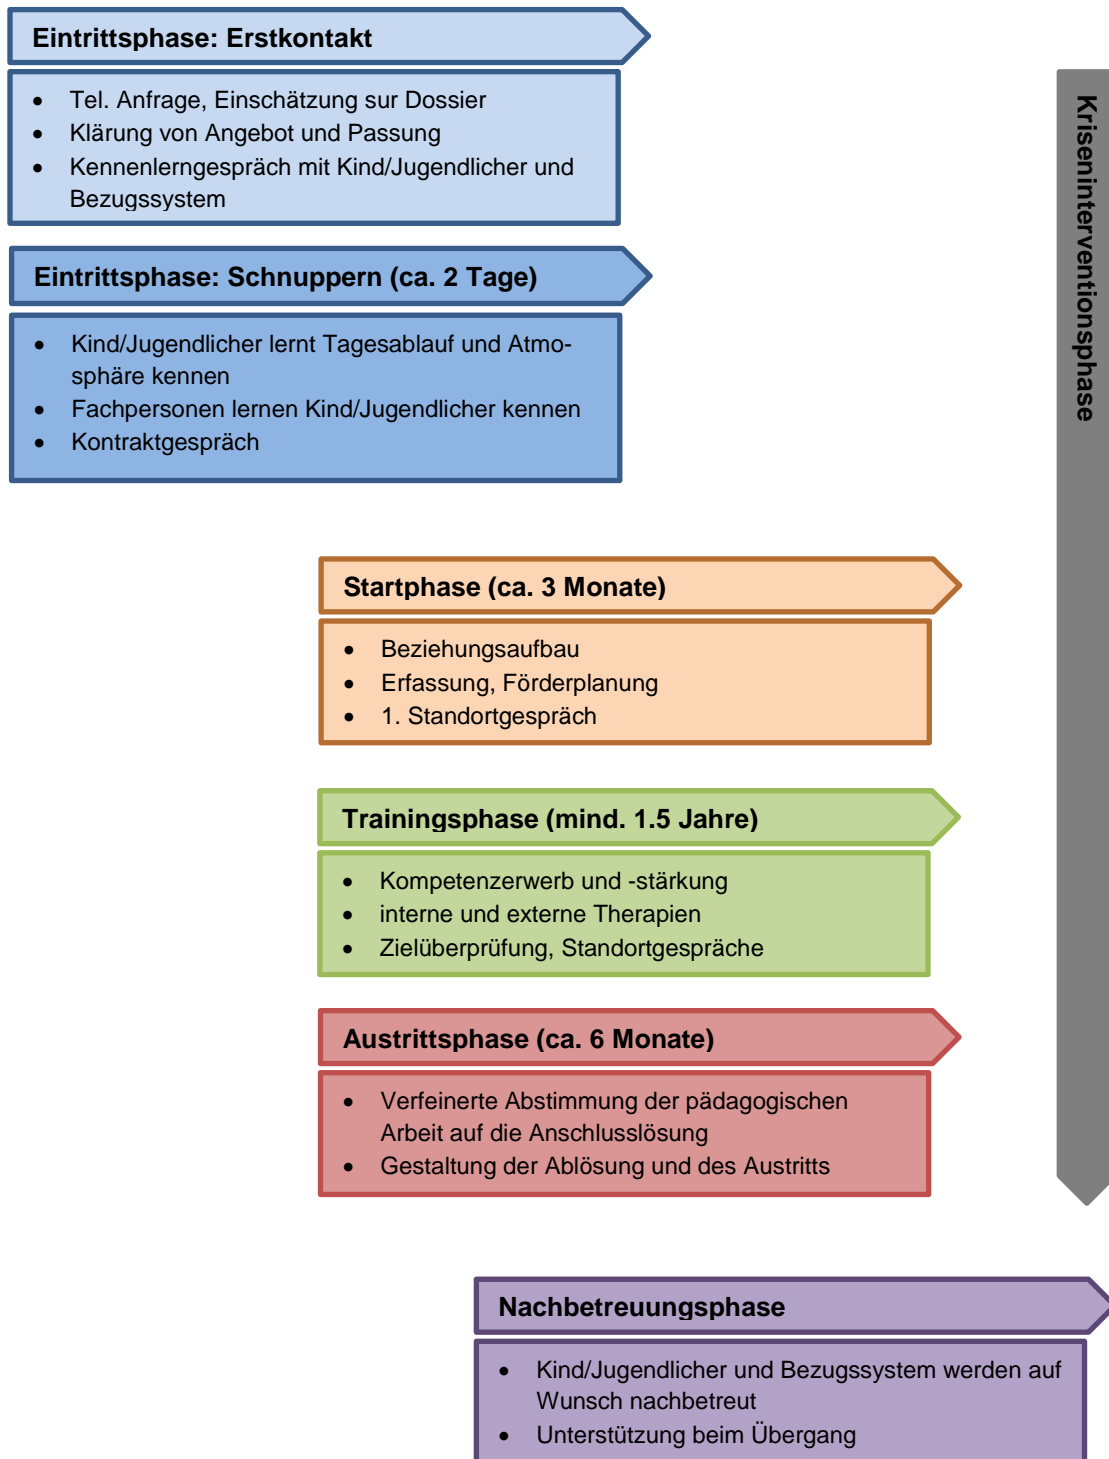 Eintrittsphase: Erstkontakt
• Tel. Anfrage, Einschätzung sur Dossier
• Klärung von Angebot und Passung
• Kennenlerngespräch mit Kind/Jugendlicher und
Bezugssystem
Eintrittsphase: Schnuppern (ca. 2 Tage)
• Kind/Jugendlicher lernt Tagesablauf und Atmo-
sphäre kennen
• Fachpersonen lernen Kind/Jugendlicher kennen
• Kontraktgespräch
Kriseninterventionsphase
Startphase (ca. 3 Monate)
• Beziehungsaufbau
• Erfassung, Förderplanung
• 1. Standortgespräch
Trainingsphase (mind. 1.5 Jahre)
• Kompetenzerwerb und -stärkung
• interne und externe Therapien
• Zielüberprüfung, Standortgespräche
Austrittsphase (ca. 6 Monate)
• Verfeinerte Abstimmung der pädagogischen
Arbeit auf die Anschlusslösung
• Gestaltung der Ablösung und des Austritts
Nachbetreuungsphase
• Kind/Jugendlicher und Bezugssystem werden auf
Wunsch nachbetreut
• Unterstützung beim Übergang